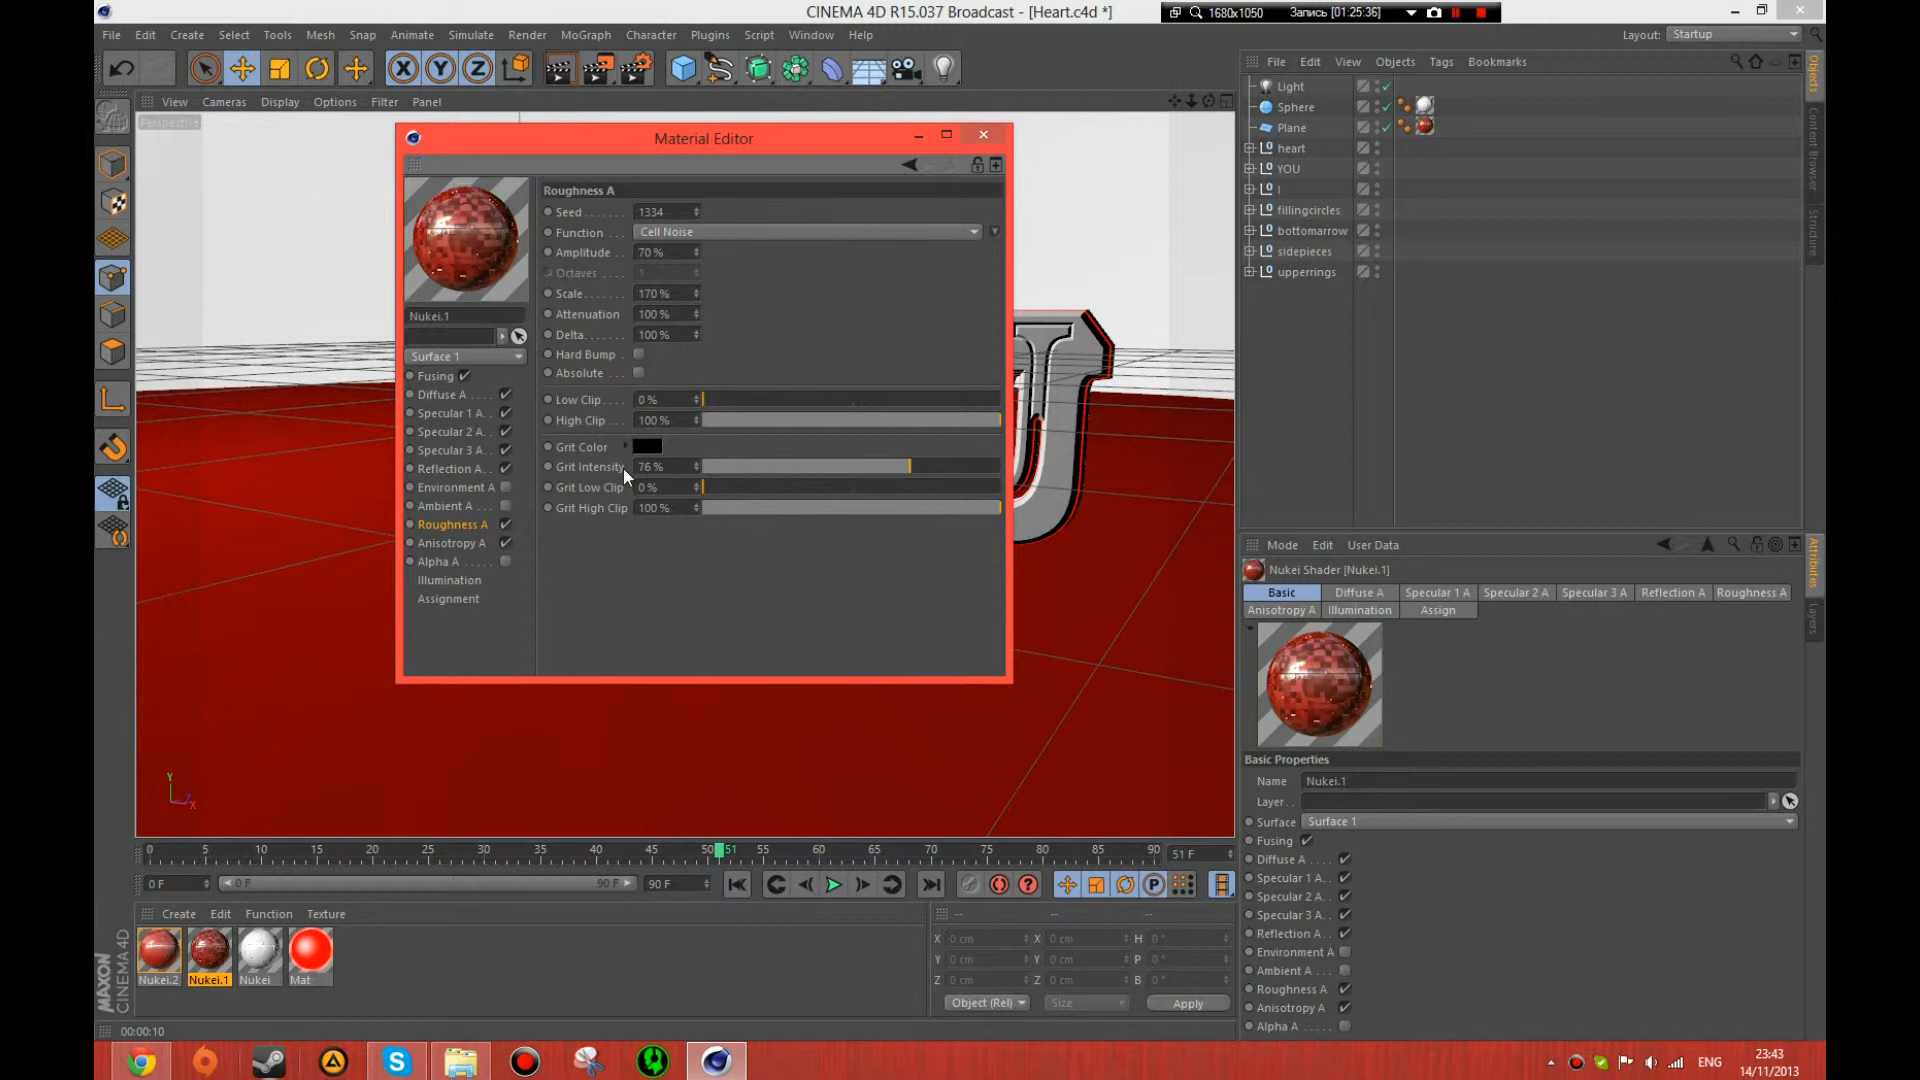 CINEMA 4D R15.037 Broadcast - [Heart.c4d *]
1680x1050
Запись [01:25:36]
File Edit Create Select Tools Mesh Snap Animate Simulate Render MoGraph Character Plugins Script Window Help
Layout: Startup
X Y Z
File Edit View Objects Tags Bookmarks
View Cameras Display Options Filter Panel
Perspective
Light
Sphere
Plane
heart
YOU
I
fillingcircles
bottomarrow
sidepieces
upperrings
Objects
Content Browser
Structure
Material Editor
Nukei.1
Surface 1
Fusing
Diffuse A
Specular 1 A
Specular 2 A
Specular 3 A
Reflection A
Environment A
Ambient A
Roughness A
Anisotropy A
Alpha A
Illumination
Assignment
Roughness A
Seed 1334
Function Cell Noise
Amplitude 70 %
Octaves 1
Scale 170 %
Attenuation 100 %
Delta 100 %
Hard Bump
Absolute
Low Clip 0 %
High Clip 100 %
Grit Color
Grit Intensity 76 %
Grit Low Clip 0 %
Grit High Clip 100 %
Y
Z
X
Mode Edit User Data
Nukei Shader [Nukei.1]
Basic Diffuse A Specular 1 A Specular 2 A Specular 3 A Reflection A Roughness A
Anisotropy A Illumination Assign
Attributes
Layers
Basic Properties
Name Nukei.1
Layer
Surface Surface 1
Fusing
Diffuse A
Specular 1 A
Specular 2 A
Specular 3 A
Reflection A
Environment A
Ambient A
Roughness A
Anisotropy A
Alpha A
0 5 10 15 20 25 30 35 40 45 50 51 55 60 65 70 75 80 85 90 51 F
0 F 0 F 90 F 90 F
Create Edit Function Texture
Nukei.2 Nukei.1 Nukei Mat
-- -- --
X 0 cm X 0 cm H 0 °
Y 0 cm Y 0 cm P 0 °
Z 0 cm Z 0 cm B 0 °
Object (Rel) Size Apply
MAXON
CINEMA 4D
00:00:10
ENG
23:43
14/11/2013